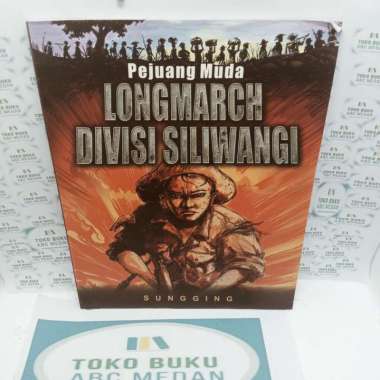 Pejuang Muda
LONGMARCH
DIVISI SILIWANGI
SUNGGING
TOKO BUKU
ABC MEDAN